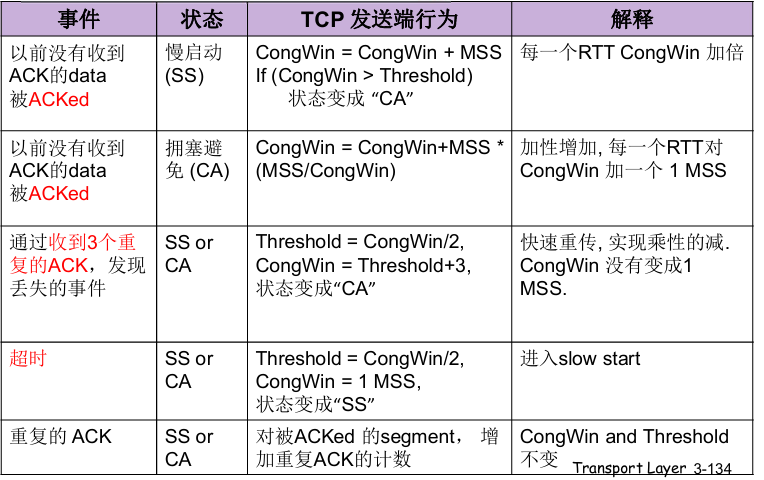 事件 状态 TCP 发送端行为 解释
以前没有收到
ACK的data
被ACKed
慢启动
(SS)
CongWin = CongWin + MSS
If (CongWin > Threshold)
状态变成 “CA”
每一个RTT CongWin 加倍
以前没有收到
ACK的data
被ACKed
拥塞避
免 (CA)
CongWin = CongWin+MSS *
(MSS/CongWin)
加性增加, 每一个RTT对
CongWin 加一个 1 MSS
通过收到3个重
复的ACK，发现
丢失的事件
SS or
CA
Threshold = CongWin/2,
CongWin = Threshold+3,
状态变成“CA”
快速重传, 实现乘性的减.
CongWin 没有变成1
MSS.
超时
SS or
CA
Threshold = CongWin/2,
CongWin = 1 MSS,
状态变成“SS”
进入slow start
重复的 ACK
SS or
CA
对被ACKed 的segment， 增
加重复ACK的计数
CongWin and Threshold
不变
Transport Layer 3-134